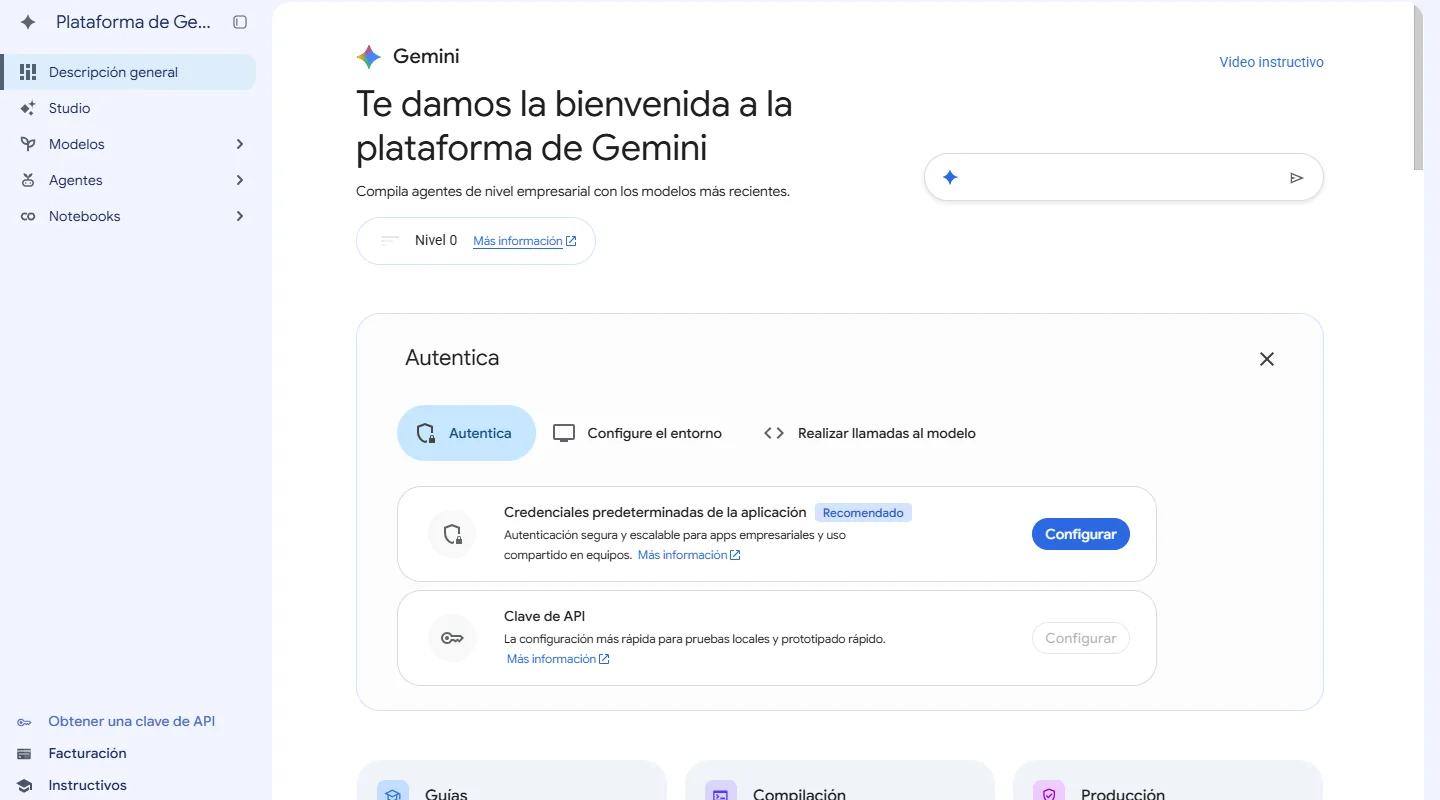 Plataforma de Ge...
Descripción general
Studio
Modelos
Agentes
Notebooks
Obtener una clave de API
Facturación
Instructivos
Gemini
Video instructivo
Te damos la bienvenida a la
plataforma de Gemini
Compila agentes de nivel empresarial con los modelos más recientes.
Nivel 0 Más información
Autentica
Autentica Configure el entorno Realizar llamadas al modelo
Credenciales predeterminadas de la aplicación Recomendado
Autenticación segura y escalable para apps empresariales y uso
compartido en equipos. Más información
Configurar
Clave de API
La configuración más rápida para pruebas locales y prototipado rápido.
Más información
Configurar
Guías Compilación Producción